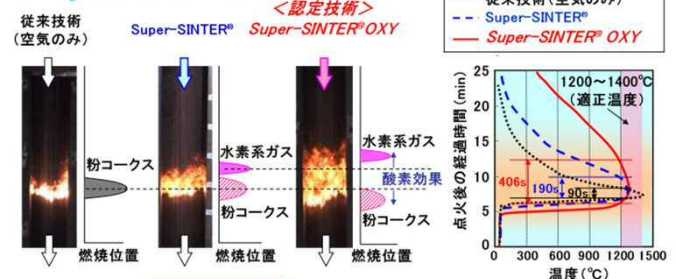 <認定技術>
従来技術
(空気のみ)
Super-SINTER®
Super-SINTER®OXY
水素系ガス
粉コークス
水素系ガス
酸素効果
粉コークス
粉コークス
燃焼位置
燃焼位置
燃焼位置
従来技術(空気のみ)
Super-SINTER®
Super-SINTER® OXY
点火後の経過時間(min)
25
20
15
10
5
0
1200~1400℃
(適正温度)
406s
190s
90s
0
300
600
900
1200
1500
温度(℃)